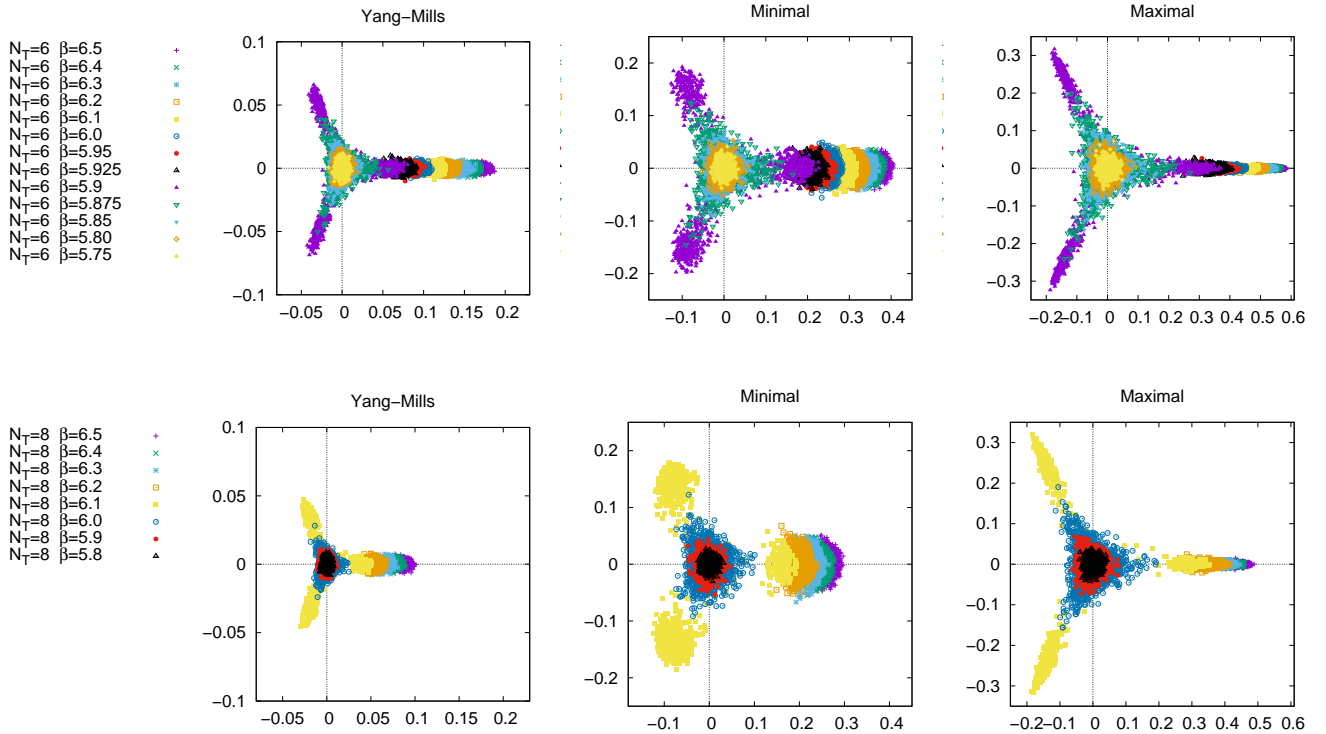 Yang−Mills
Minimal
Maximal
N_T=6 β=6.5
N_T=6 β=6.4
N_T=6 β=6.3
N_T=6 β=6.2
N_T=6 β=6.1
N_T=6 β=6.0
N_T=6 β=5.95
N_T=6 β=5.925
N_T=6 β=5.9
N_T=6 β=5.875
N_T=6 β=5.85
N_T=6 β=5.80
N_T=6 β=5.75
0.1
0.05
0
−0.05
−0.1
−0.05 0 0.05 0.1 0.15 0.2
0.2
0.1
0
−0.1
−0.2
−0.1 0 0.1 0.2 0.3 0.4
0.3
0.2
0.1
0
−0.1
−0.2
−0.3
−0.2 −0.1 0 0.1 0.2 0.3 0.4 0.5 0.6
Yang−Mills
Minimal
Maximal
N_T=8 β=6.5
N_T=8 β=6.4
N_T=8 β=6.3
N_T=8 β=6.2
N_T=8 β=6.1
N_T=8 β=6.0
N_T=8 β=5.9
N_T=8 β=5.8
0.1
0.05
0
−0.05
−0.1
−0.05 0 0.05 0.1 0.15 0.2
0.2
0.1
0
−0.1
−0.2
−0.1 0 0.1 0.2 0.3 0.4
0.3
0.2
0.1
0
−0.1
−0.2
−0.3
−0.2 −0.1 0 0.1 0.2 0.3 0.4 0.5 0.6